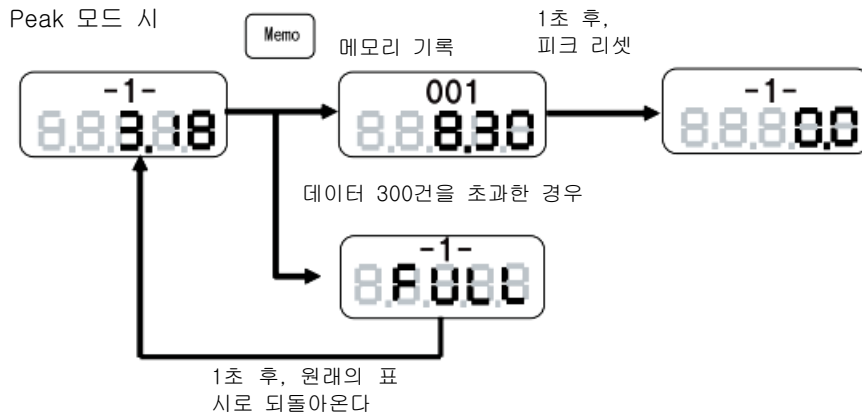 Peak 모드 시
Memo
메모리 기록
1초 후,
피크 리셋
-1-
3.18
001
8.30
-1-
0.0
데이터 300건을 초과한 경우
-1-
FULL
1초 후, 원래의 표
시로 되돌아온다